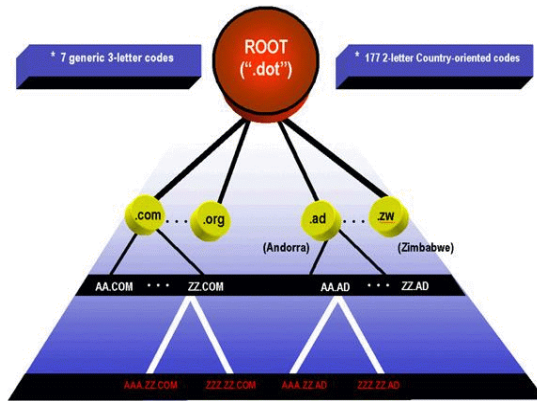 ROOT
(“.dot”)
* 7 generic 3-letter codes
* 177 2-letter Country-oriented codes
.com . . . .org .ad . . . .zw
(Andorra) (Zimbabwe)
AA.COM . . . ZZ.COM AA.AD . . . ZZ.AD
AAA.ZZ.COM ZZZ.ZZ.COM AAA.ZZ.AD ZZZ.ZZ.AD